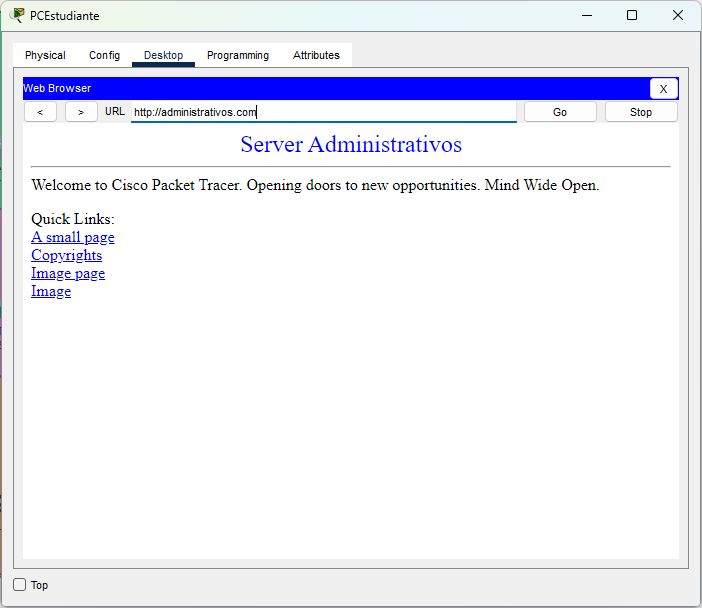 PCEstudiante
Physical Config Desktop Programming Attributes
Web Browser X
< > URL http://administrativos.com Go Stop
Server Administrativos
Welcome to Cisco Packet Tracer. Opening doors to new opportunities. Mind Wide Open.
Quick Links:
A small page
Copyrights
Image page
Image
Top